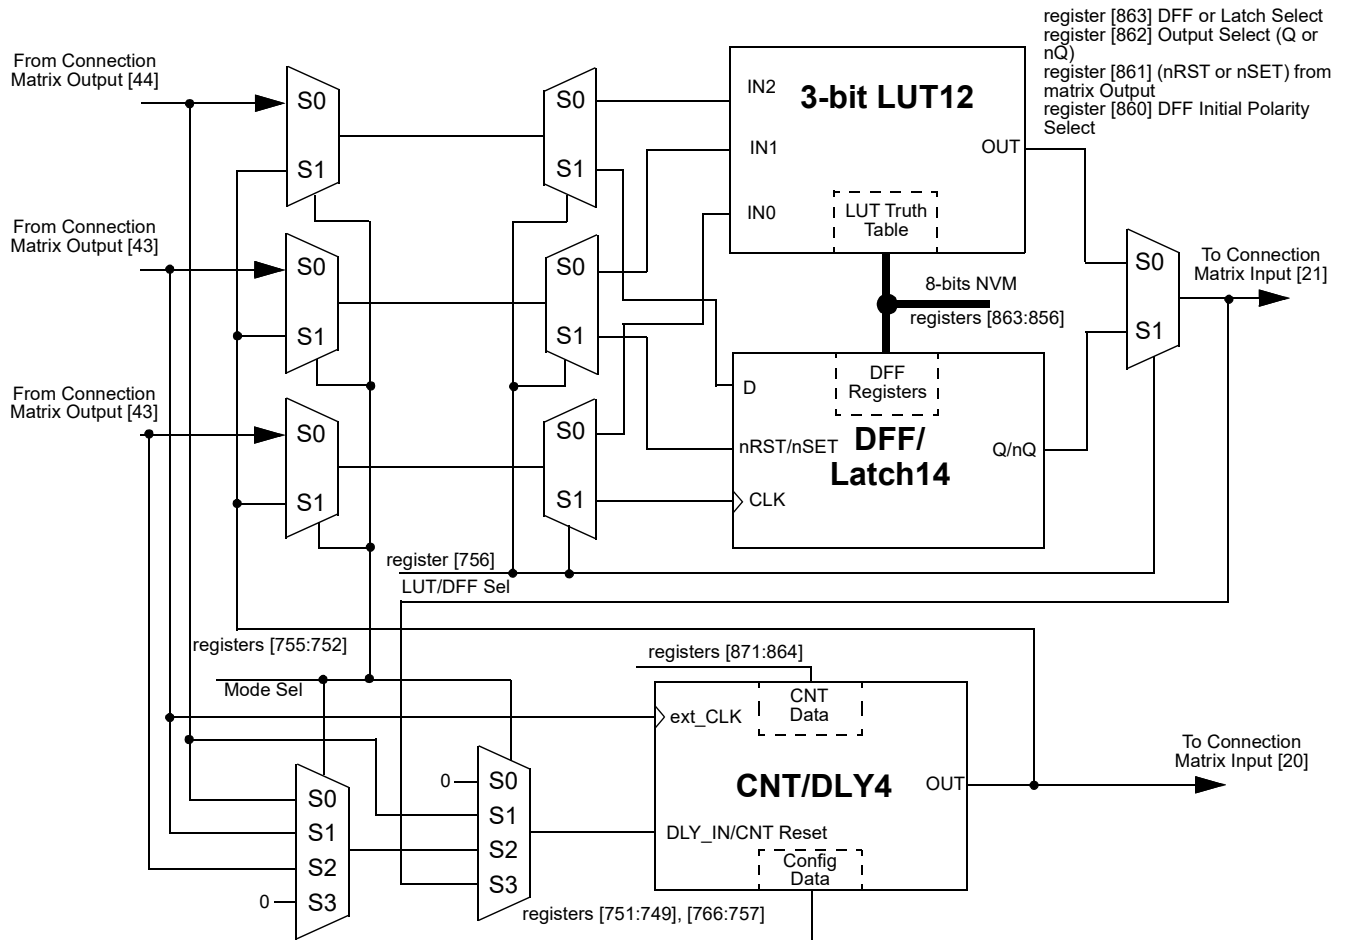 register [863] DFF or Latch Select
register [862] Output Select (Q or
nQ)
register [861] (nRST or nSET) from
matrix Output
register [860] DFF Initial Polarity
Select
From Connection
Matrix Output [44]
S0
S1
S0
S1
IN2
3-bit LUT12
IN1
OUT
IN0
LUT Truth
Table
From Connection
Matrix Output [43]
S0
S1
S0
S1
8-bits NVM
registers [863:856]
S0
S1
To Connection
Matrix Input [21]
From Connection
Matrix Output [43]
S0
S1
S0
S1
D
DFF
Registers
nRST/nSET
DFF/
Latch14
Q/nQ
CLK
register [756]
LUT/DFF Sel
registers [755:752]
Mode Sel
registers [871:864]
CNT
Data
ext_CLK
CNT/DLY4
OUT
To Connection
Matrix Input [20]
DLY_IN/CNT Reset
Config
Data
S0
S1
S2
0
S3
0
S0
S1
S2
S3
registers [751:749], [766:757]